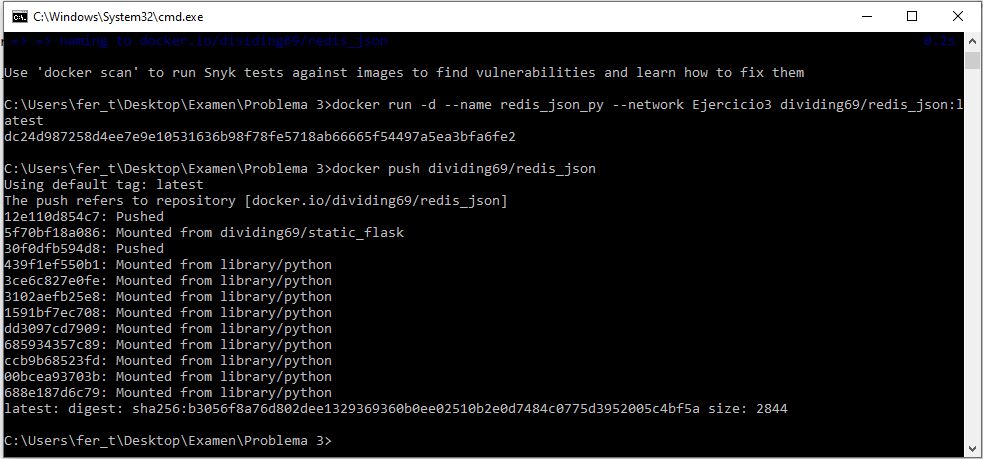 C:\Windows\System32\cmd.exe
=> => naming to docker.io/dividing69/redis_json 0.2s
Use 'docker scan' to run Snyk tests against images to find vulnerabilities and learn how to fix them
C:\Users\fer_t\Desktop\Examen\Problema 3>docker run -d --name redis_json_py --network Ejercicio3 dividing69/redis_json:l
atest
dc24d987258d4ee7e9e10531636b98f78fe5718ab66665f54497a5ea3bfa6fe2
C:\Users\fer_t\Desktop\Examen\Problema 3>docker push dividing69/redis_json
Using default tag: latest
The push refers to repository [docker.io/dividing69/redis_json]
12e110d854c7: Pushed
5f70bf18a086: Mounted from dividing69/static_flask
30f0dfb594d8: Pushed
439f1ef550b1: Mounted from library/python
3ce6c827e0fe: Mounted from library/python
3102aefb25e8: Mounted from library/python
1591bf7ec708: Mounted from library/python
dd3097cd7909: Mounted from library/python
685934357c89: Mounted from library/python
ccb9b68523fd: Mounted from library/python
00bcea93703b: Mounted from library/python
688e187d6c79: Mounted from library/python
latest: digest: sha256:b3056f8a76d802dee1329369360b0ee02510b2e0d7484c0775d3952005c4bf5a size: 2844
C:\Users\fer_t\Desktop\Examen\Problema 3>